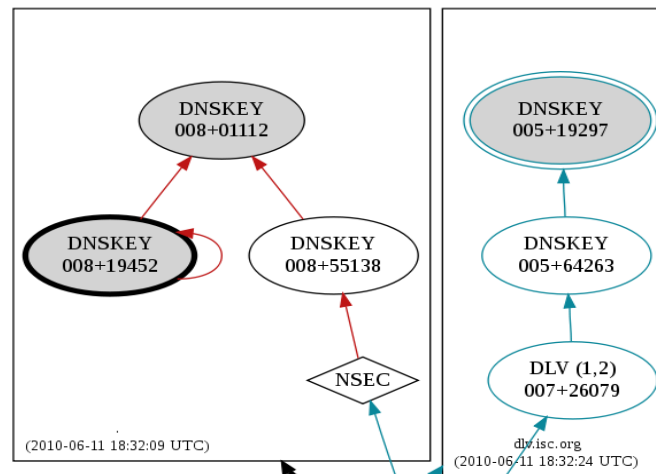 DNSKEY
008+01112
DNSKEY
008+19452
DNSKEY
008+55138
NSEC
.
(2010-06-11 18:32:09 UTC)
DNSKEY
005+19297
DNSKEY
005+64263
DLV (1,2)
007+26079
dlv.isc.org
(2010-06-11 18:32:24 UTC)